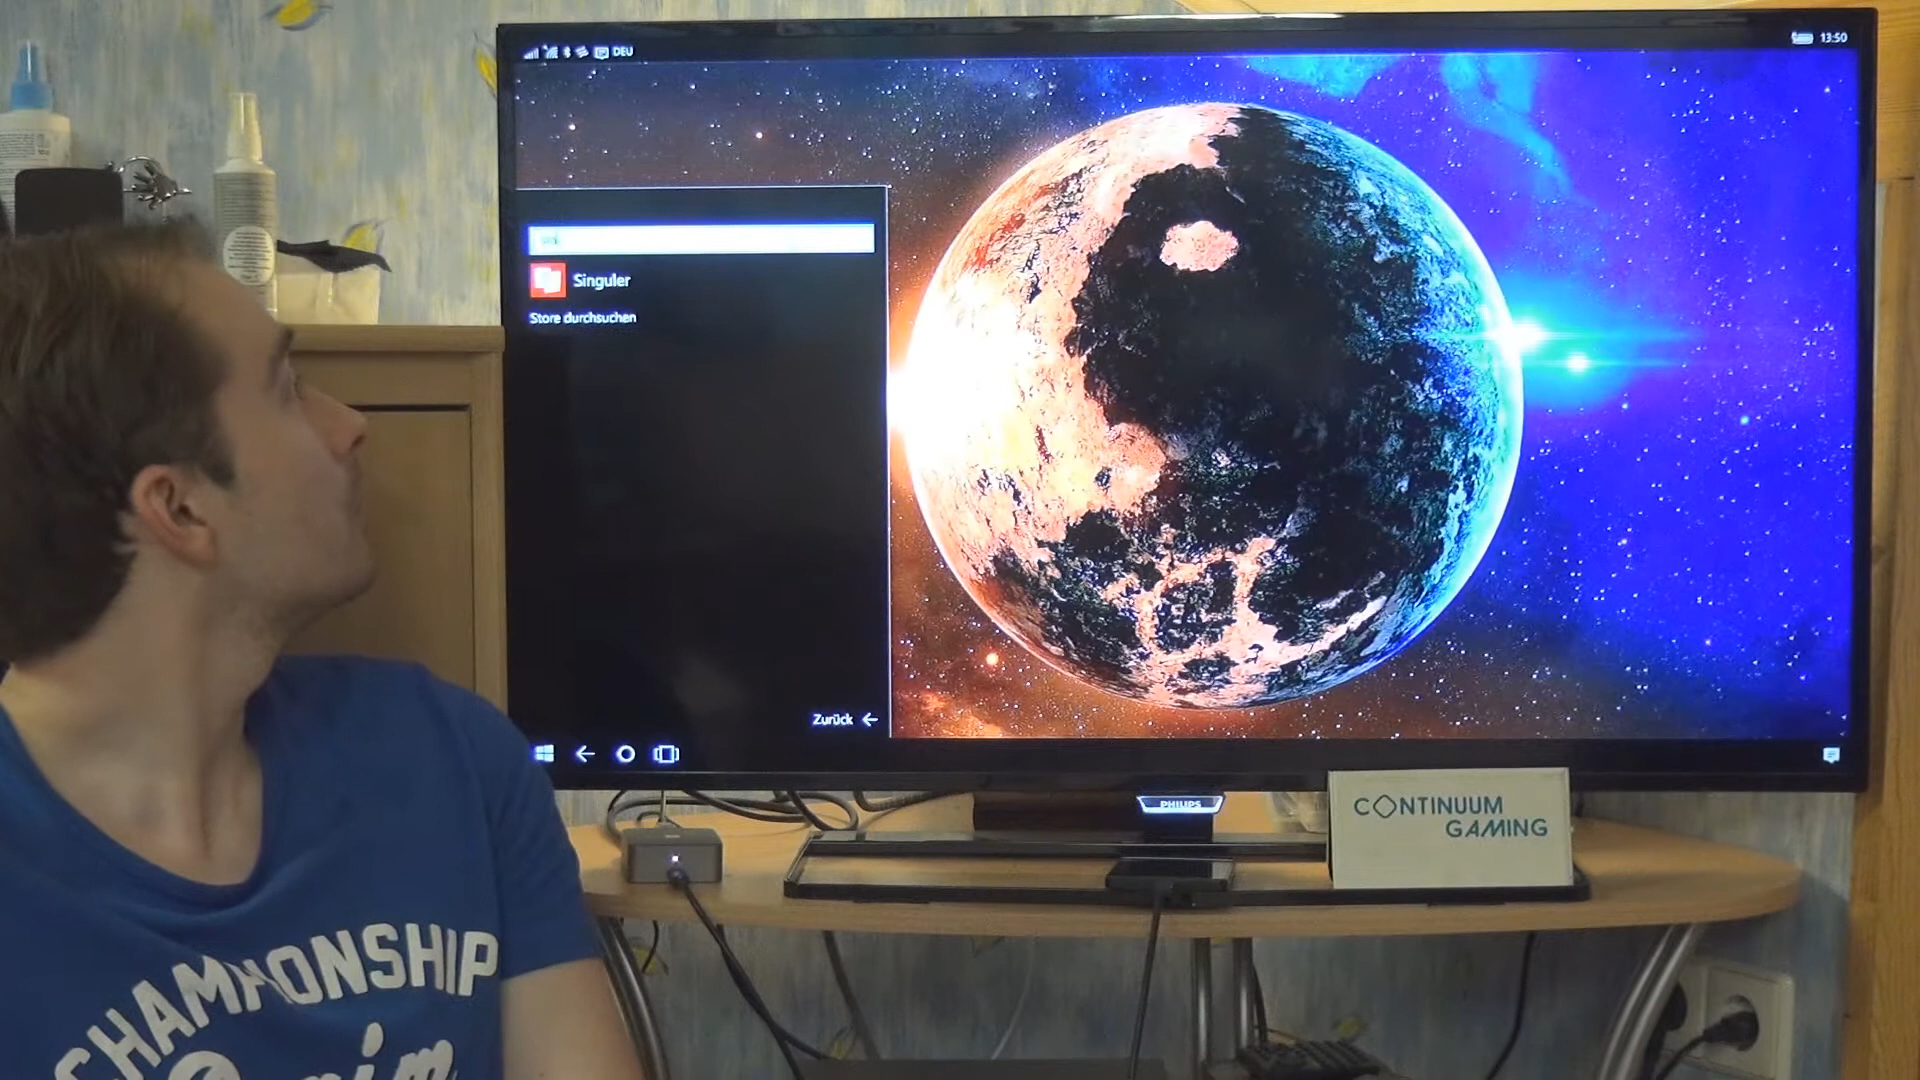 DEU
13:50
Singuler
Store durchsuchen
Zurück
PHILIPS
CONTINUUM
GAMING
CHAMPIONSHIP